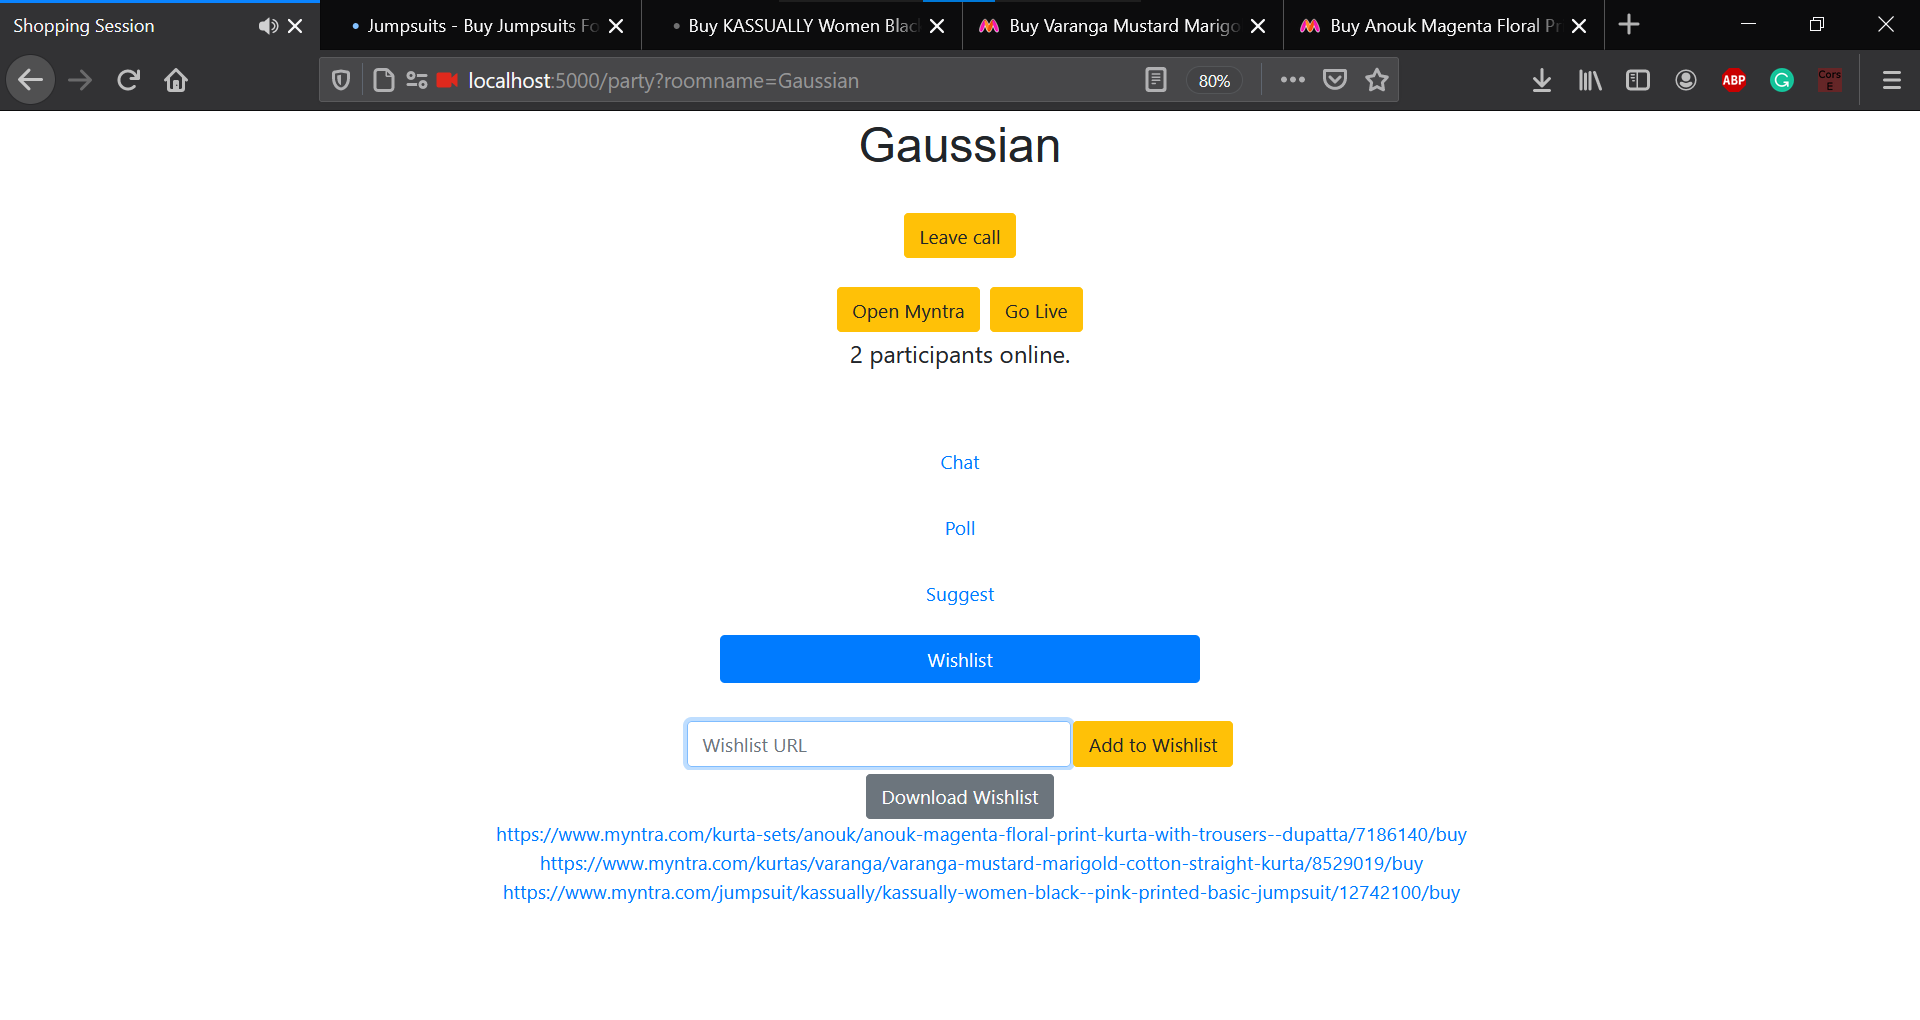 Shopping Session
Jumpsuits - Buy Jumpsuits Fo
Buy KASSUALLY Women Blac
Buy Varanga Mustard Marigo
Buy Anouk Magenta Floral Pr
localhost:5000/party?roomname=Gaussian
80%
ABP
G
Cors
E
Gaussian
Leave call
Open Myntra Go Live
2 participants online.
Chat
Poll
Suggest
Wishlist
Wishlist URL Add to Wishlist
Download Wishlist
https://www.myntra.com/kurta-sets/anouk/anouk-magenta-floral-print-kurta-with-trousers--dupatta/7186140/buy
https://www.myntra.com/kurtas/varanga/varanga-mustard-marigold-cotton-straight-kurta/8529019/buy
https://www.myntra.com/jumpsuit/kassually/kassually-women-black--pink-printed-basic-jumpsuit/12742100/buy